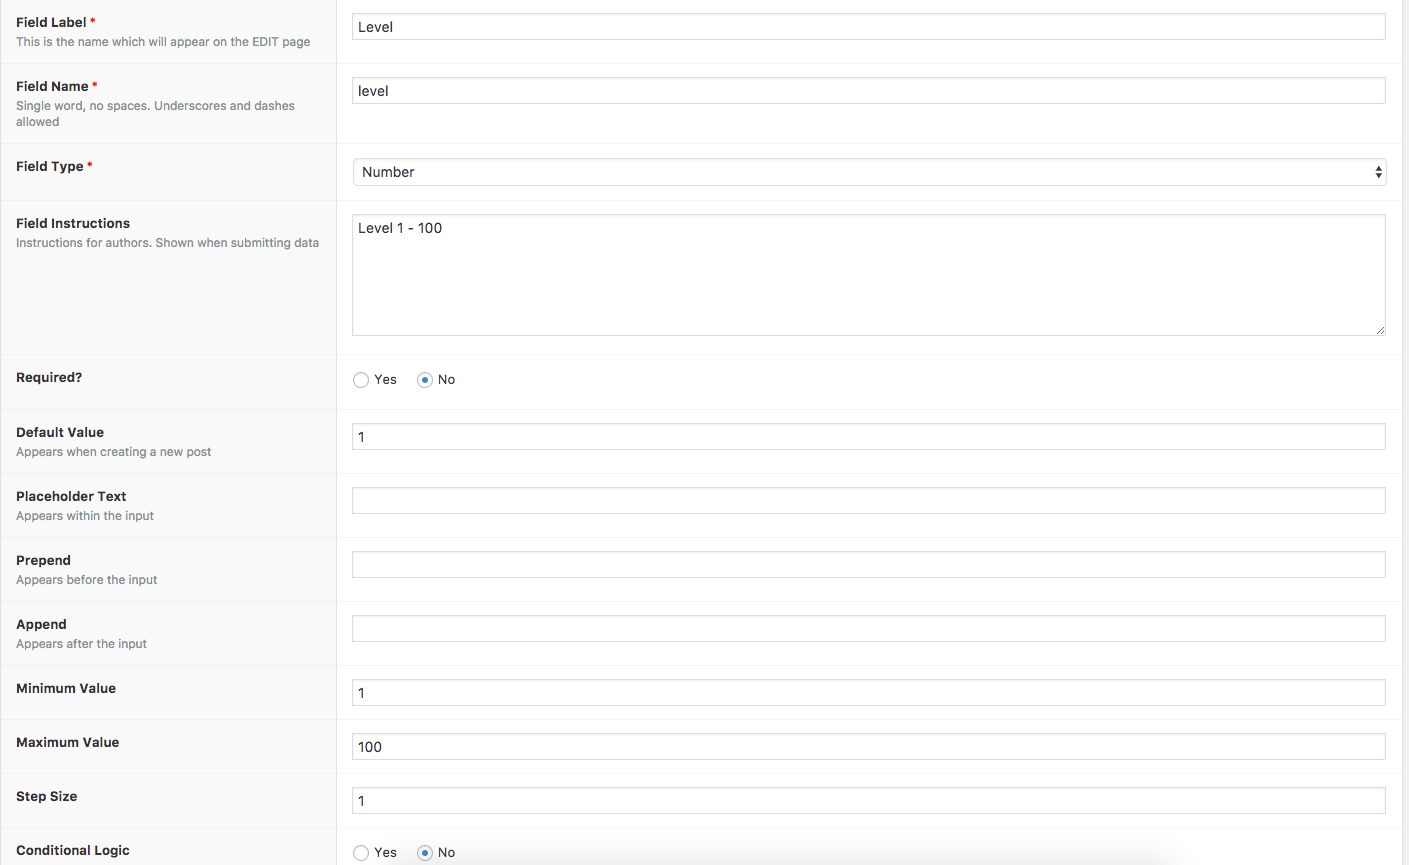 Field Label *
Level
This is the name which will appear on the EDIT page
Field Name *
level
Single word, no spaces. Underscores and dashes
allowed
Field Type *
Number
Field Instructions
Level 1 - 100
Instructions for authors. Shown when submitting data
Required?
Yes No
Default Value
1
Appears when creating a new post
Placeholder Text
Appears within the input
Prepend
Appears before the input
Append
Appears after the input
Minimum Value
1
Maximum Value
100
Step Size
1
Conditional Logic
Yes No